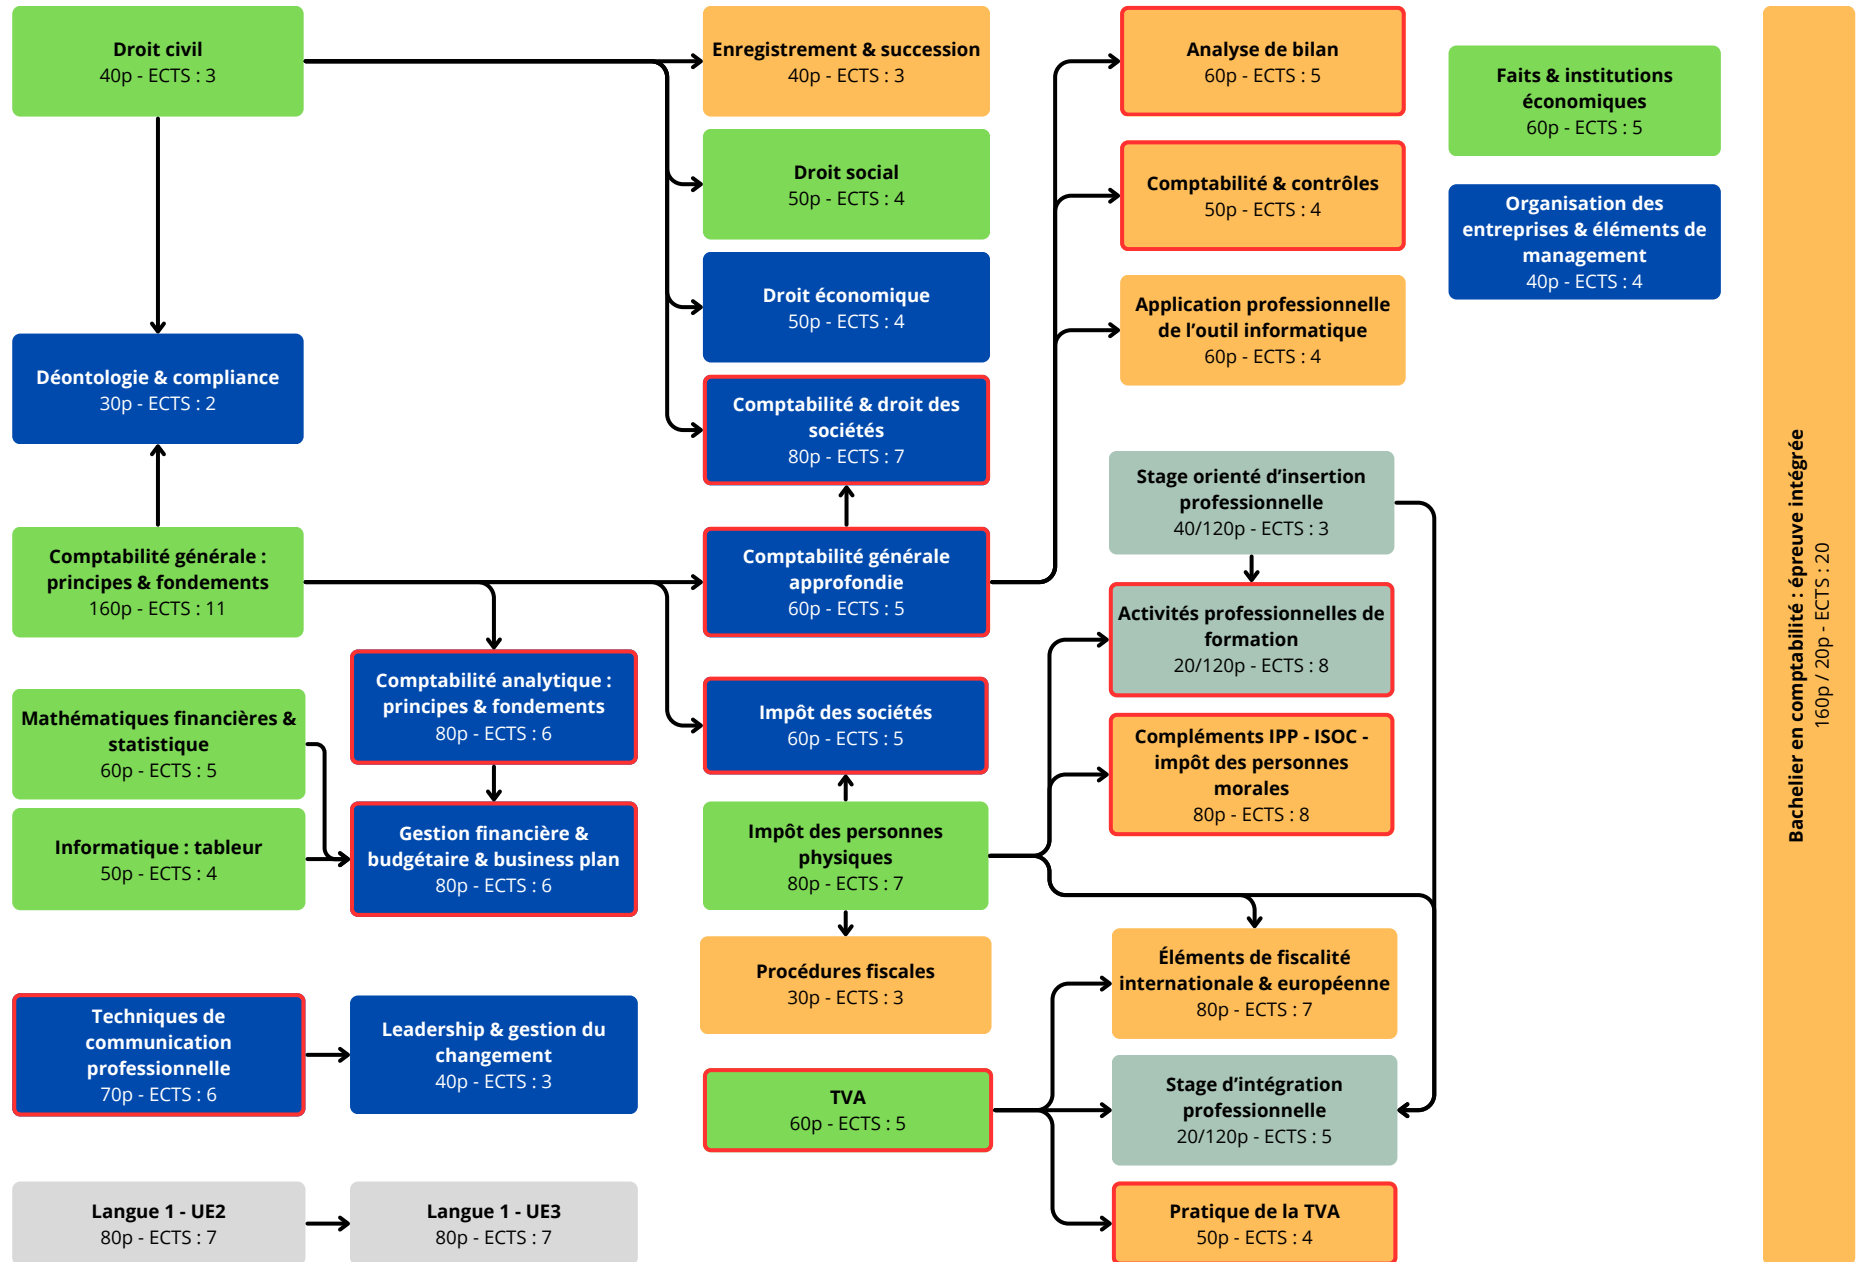 Droit civil
40p - ECTS : 3
Enregistrement & succession
40p - ECTS : 3
Analyse de bilan
60p - ECTS : 5
Faits & institutions
économiques
60p - ECTS : 5
Droit social
50p - ECTS : 4
Comptabilité & contrôles
50p - ECTS : 4
Organisation des
entreprises & éléments de
management
40p - ECTS : 4
Droit économique
50p - ECTS : 4
Application professionnelle
de l’outil informatique
60p - ECTS : 4
Déontologie & compliance
30p - ECTS : 2
Comptabilité & droit des
sociétés
80p - ECTS : 7
Stage orienté d’insertion
professionnelle
40/120p - ECTS : 3
Comptabilité générale :
principes & fondements
160p - ECTS : 11
Comptabilité générale
approfondie
60p - ECTS : 5
Activités professionnelles de
formation
20/120p - ECTS : 8
Comptabilité analytique :
principes & fondements
80p - ECTS : 6
Impôt des sociétés
60p - ECTS : 5
Mathématiques financières &
statistique
60p - ECTS : 5
Compléments IPP - ISOC -
impôt des personnes
morales
80p - ECTS : 8
Informatique : tableur
50p - ECTS : 4
Gestion financière &
budgétaire & business plan
80p - ECTS : 6
Impôt des personnes
physiques
80p - ECTS : 7
Procédures fiscales
30p - ECTS : 3
Éléments de fiscalité
internationale & européenne
80p - ECTS : 7
Techniques de
communication
professionnelle
70p - ECTS : 6
Leadership & gestion du
changement
40p - ECTS : 3
TVA
60p - ECTS : 5
Stage d’intégration
professionnelle
20/120p - ECTS : 5
Langue 1 - UE2
80p - ECTS : 7
Langue 1 - UE3
80p - ECTS : 7
Pratique de la TVA
50p - ECTS : 4
Bachelier en comptabilité : épreuve intégrée
160p / 20p - ECTS : 20